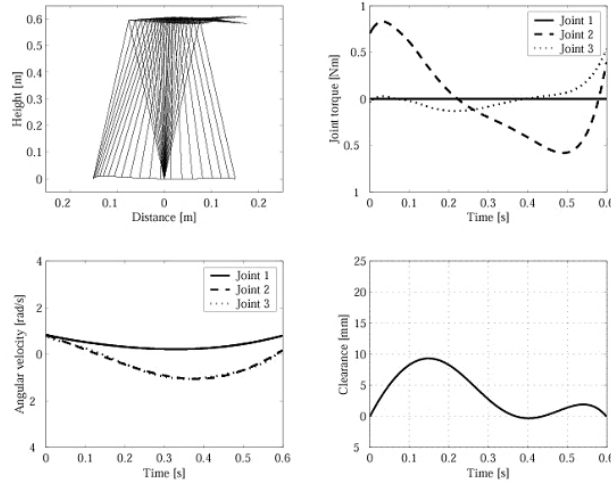 0.6
0.5
0.4
0.3
0.2
0.1
0
Height [m]
0.2 0.1 0 0.1 0.2
Distance [m]
1
0.5
0
0.5
1
Joint torque [Nm]
Joint 1
Joint 2
Joint 3
0 0.1 0.2 0.3 0.4 0.5 0.6
Time [s]
4
2
0
2
4
Angular velocity [rad/s]
Joint 1
Joint 2
Joint 3
0 0.1 0.2 0.3 0.4 0.5 0.6
Time [s]
25
20
15
10
5
0
5
Clearance [mm]
0 0.1 0.2 0.3 0.4 0.5 0.6
Time [s]